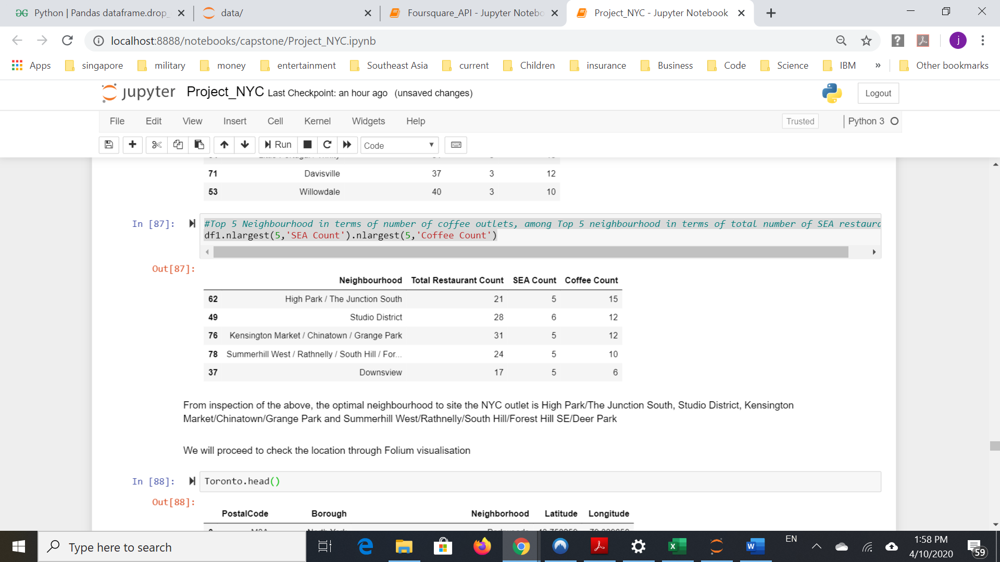 Python | Pandas dataframe.drop_
data/
Foursquare_API - Jupyter Notebo
Project_NYC - Jupyter Notebook
localhost:8888/notebooks/capstone/Project_NYC.ipynb
j
Apps singapore military money entertainment Southeast Asia current Children insurance Business Code Science IBM » Other bookmarks
jupyter Project_NYC Last Checkpoint: an hour ago (unsaved changes)
Logout
File Edit View Insert Cell Kernel Widgets Help Trusted Python 3
Run Code
71 Davisville 37 3 12
53 Willowdale 40 3 10
In [87]: #Top 5 Neighbourhood in terms of number of coffee outlets, among Top 5 neighbourhood in terms of total number of SEA restaura
df1.nlargest(5,'SEA Count').nlargest(5,'Coffee Count')
Out[87]:
Neighbourhood Total Restaurant Count SEA Count Coffee Count
62 High Park / The Junction South 21 5 15
49 Studio District 28 6 12
76 Kensington Market / Chinatown / Grange Park 31 5 12
78 Summerhill West / Rathnelly / South Hill / For... 24 5 10
37 Downsview 17 5 6
From inspection of the above, the optimal neighbourhood to site the NYC outlet is High Park/The Junction South, Studio District, Kensington
Market/Chinatown/Grange Park and Summerhill West/Rathnelly/South Hill/Forest Hill SE/Deer Park
We will proceed to check the location through Folium visualisation
In [88]: Toronto.head()
Out[88]:
PostalCode Borough Neighborhood Latitude Longitude
Type here to search
EN
1:58 PM
4/10/2020
59